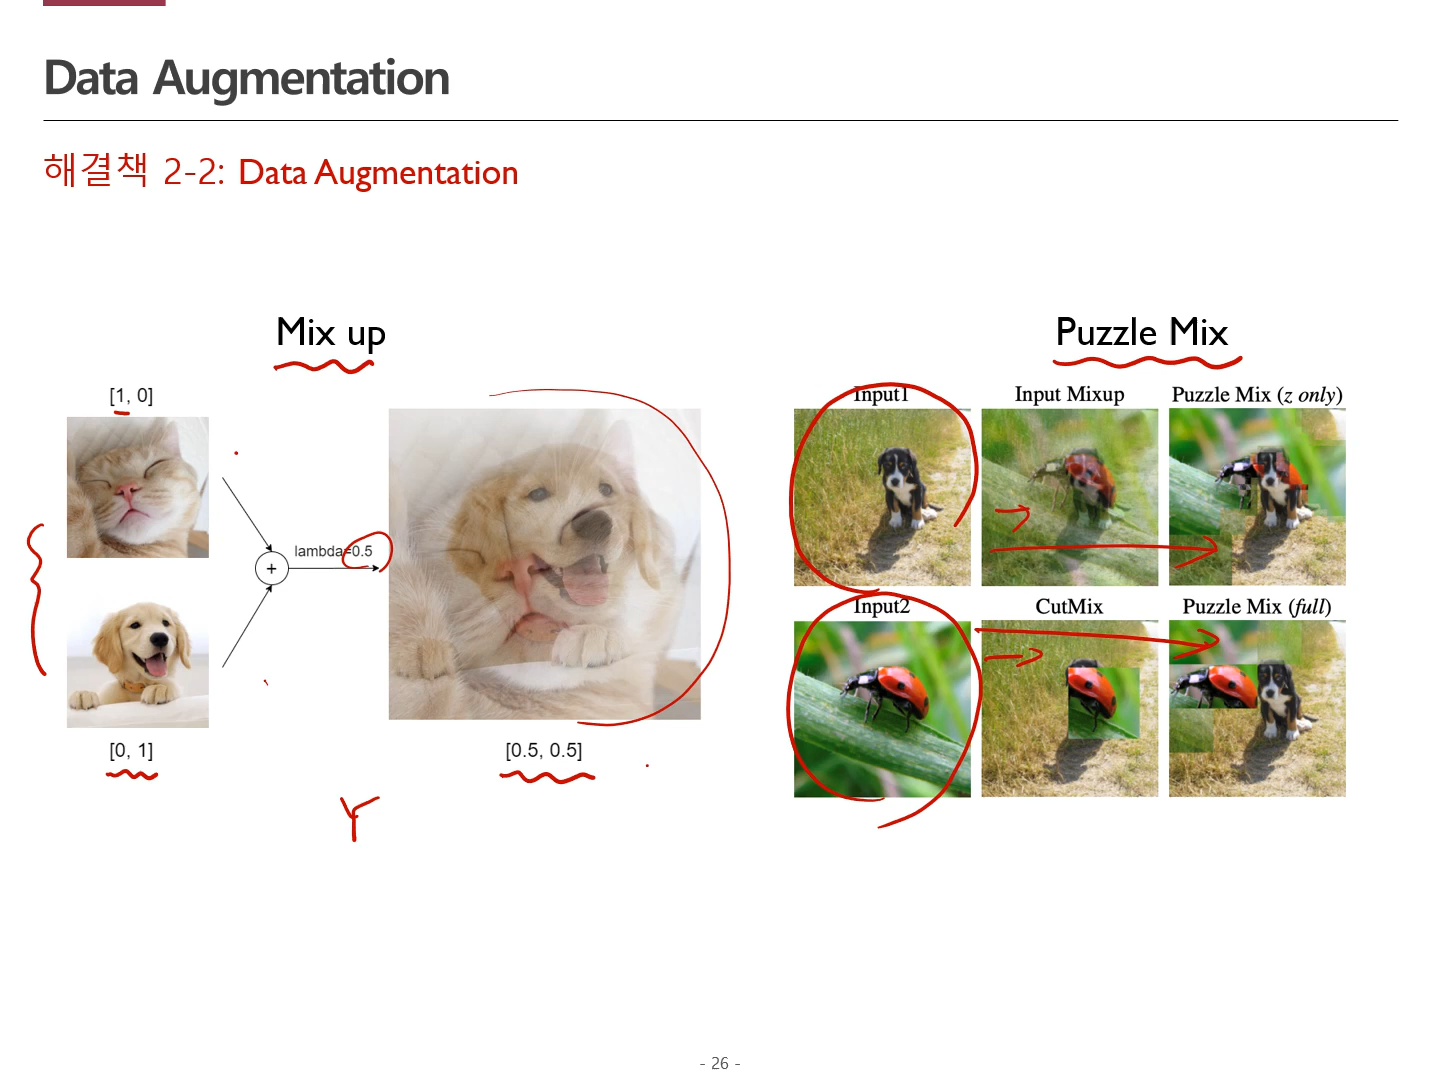 Data Augmentation
해결책 2-2: Data Augmentation
Mix up
[1, 0]
lambda=0.5
[0, 1]
[0.5, 0.5]
Puzzle Mix
Input1
Input Mixup
Puzzle Mix (z only)
Input2
CutMix
Puzzle Mix (full)
- 26 -